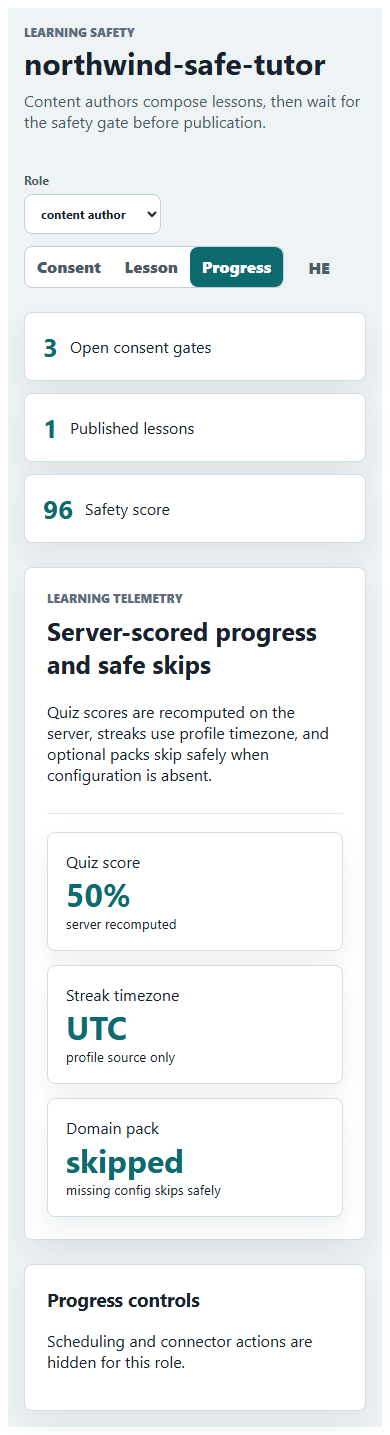 LEARNING SAFETY
northwind-safe-tutor
Content authors compose lessons, then wait for
the safety gate before publication.
Role
content author
Consent Lesson Progress HE
3 Open consent gates
1 Published lessons
96 Safety score
LEARNING TELEMETRY
Server-scored progress
and safe skips
Quiz scores are recomputed on the
server, streaks use profile timezone, and
optional packs skip safely when
configuration is absent.
Quiz score
50%
server recomputed
Streak timezone
UTC
profile source only
Domain pack
skipped
missing config skips safely
Progress controls
Scheduling and connector actions are
hidden for this role.